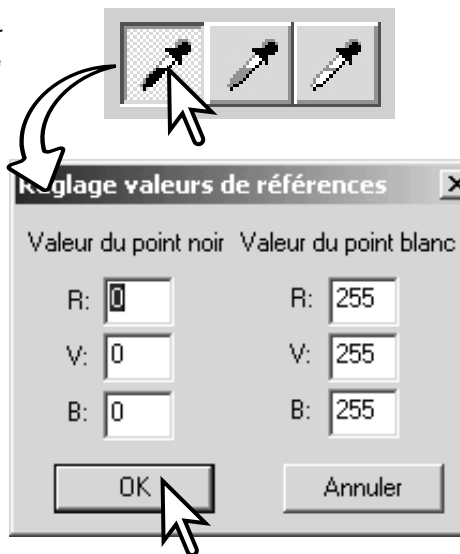 Réglage valeurs de références
Valeur du point noir Valeur du point blanc
R: 0 R: 255
V: 0 V: 255
B: 0 B: 255
OK Annuler